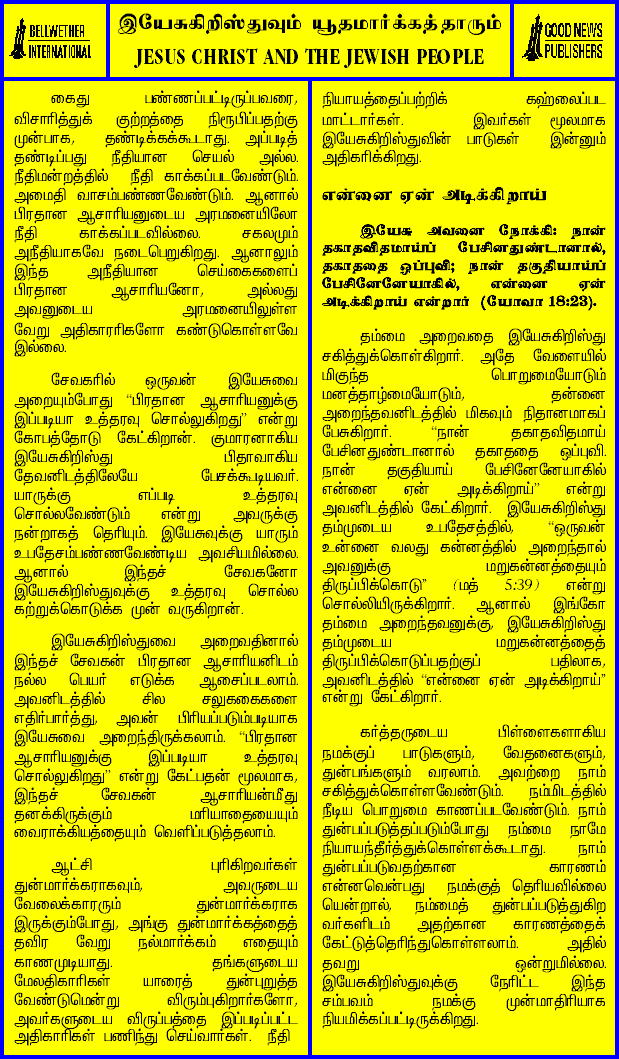 BELLWETHER
INTERNATIONAL
இயேசுகிறிஸ்துவும் யூதமார்க்கத்தாரும்
JESUS CHRIST AND THE JEWISH PEOPLE
GOOD NEWS
PUBLISHERS
கைது பண்ணப்பட்டிருப்பவரை,
விசாரித்துக் குற்றத்தை நிரூபிப்பதற்கு
முன்பாக, தண்டிக்கக்கூடாது. அப்படித்
தண்டிப்பது நீதியான செயல் அல்ல.
நீதிமன்றத்தில் நீதி காக்கப்படவேண்டும்.
அமைதி வாசம்பண்ணவேண்டும். ஆனால்
பிரதான ஆசாரியனுடைய அரமனையிலோ
நீதி காக்கப்படவில்லை. சகலமும்
அநீதியாகவே நடைபெறுகிறது. ஆனாலும்
இந்த அநீதியான செய்கைகளைப்
பிரதான ஆசாரியனோ, அல்லது
அவனுடைய அரமனையிலுள்ள
வேறு அதிகாரரிகளோ கண்டுகொள்ளவே
இல்லை.
சேவகரில் ஒருவன் இயேசுவை
அறையும்போது “பிரதான ஆசாரியனுக்கு
இப்படியா உத்தரவு சொல்லுகிறது” என்று
கோபத்தோடு கேட்கிறான். குமாரனாகிய
இயேசுகிறிஸ்து பிதாவாகிய
தேவனிடத்திலேயே பேசக்கூடியவர்.
யாருக்கு எப்படி உத்தரவு
சொல்லவேண்டும் என்று அவருக்கு
நன்றாகத் தெரியும். இயேசுவுக்கு யாரும்
உபதேசம்பண்ணவேண்டிய அவசியமில்லை.
ஆனால் இந்தச் சேவகனோ
இயேசுகிறிஸ்துவுக்கு உத்தரவு சொல்ல
கற்றுக்கொடுக்க முன் வருகிறான்.
இயேசுகிறிஸ்துவை அறைவதினால்
இந்தச் சேவகன் பிரதான ஆசாரியனிடம்
நல்ல பெயர் எடுக்க ஆசைப்படலாம்.
அவனிடத்தில் சில சலுகைகளை
எதிர்பார்த்து, அவன் பிரியப்படும்படியாக
இயேசுவை அறைந்திருக்கலாம். “பிரதான
ஆசாரியனுக்கு இப்படியா உத்தரவு
சொல்லுகிறது” என்று கேட்பதன் மூலமாக,
இந்தச் சேவகன் ஆசாரியன்மீது
தனக்கிருக்கும் மரியாதையையும்
வைராக்கியத்தையும் வெளிப்படுத்தலாம்.
ஆட்சி புரிகிறவர்கள்
துன்மார்க்கராகவும், அவருடைய
வேலைக்காரரும் துன்மார்க்கராக
இருக்கும்போது, அங்கு துன்மார்க்கத்தைத்
தவிர வேறு நல்மார்க்கம் எதையும்
காணமுடியாது. தங்களுடைய
மேலதிகாரிகள் யாரைத் துன்புறுத்த
வேண்டுமென்று விரும்புகிறார்களோ,
அவர்களுடைய விருப்பத்தை இப்படிப்பட்ட
அதிகாரிகள் பணிந்து செய்வார்கள். நீதி
நியாயத்தைப்பற்றிக் கவலைப்பட
மாட்டார்கள். இவர்கள் மூலமாக
இயேசுகிறிஸ்துவின் பாடுகள் இன்னும்
அதிகரிக்கிறது.
என்னை ஏன் அடிக்கிறாய்
இயேசு அவனை நோக்கி: நான்
தகாதவிதமாய்ப் பேசினதுண்டானால்,
தகாததை ஒப்புவி; நான் தகுதியாய்ப்
பேசினேனேயாகில், என்னை ஏன்
அடிக்கிறாய் என்றார் (யோவா 18:23).
தம்மை அறைவதை இயேசுகிறிஸ்து
சகித்துக்கொள்கிறார். அதே வேளையில்
மிகுந்த பொறுமையோடும்
மனத்தாழ்மையோடும், தன்னை
அறைந்தவனிடத்தில் மிகவும் நிதானமாகப்
பேசுகிறார். “நான் தகாதவிதமாய்
பேசினதுண்டானால் தகாததை ஒப்புவி.
நான் தகுதியாய் பேசினேனேயாகில்
என்னை ஏன் அடிக்கிறாய்” என்று
அவனிடத்தில் கேட்கிறார். இயேசுகிறிஸ்து
தம்முடைய உபதேசத்தில், “ஒருவன்
உன்னை வலது கன்னத்தில் அறைந்தால்
அவனுக்கு மறுகன்னத்தையும்
திருப்பிக்கொடு” (மத் 5:39) என்று
சொல்லியிருக்கிறார். ஆனால் இங்கோ
தம்மை அறைந்தவனுக்கு, இயேசுகிறிஸ்து
தம்முடைய மறுகன்னத்தைத்
திருப்பிக்கொடுப்பதற்குப் பதிலாக,
அவனிடத்தில் “என்னை ஏன் அடிக்கிறாய்”
என்று கேட்கிறார்.
கர்த்தருடைய பிள்ளைகளாகிய
நமக்குப் பாடுகளும், வேதனைகளும்,
துன்பங்களும் வரலாம். அவற்றை நாம்
சகித்துக்கொள்ளவேண்டும். நம்மிடத்தில்
நீடிய பொறுமை காணப்படவேண்டும். நாம்
துன்பப்படுத்தப்படும்போது நம்மை நாமே
நியாயந்தீர்த்துக்கொள்ளக்கூடாது. நாம்
துன்பப்படுவதற்கான காரணம்
என்னவென்பது நமக்குத் தெரியவில்லை
யென்றால், நம்மைத் துன்பப்படுத்துகிற
வர்களிடம் அதற்கான காரணத்தைக்
கேட்டுத்தெரிந்துகொள்ளலாம். அதில்
தவறு ஒன்றுமில்லை.
இயேசுகிறிஸ்துவுக்கு நேரிட்ட இந்த
சம்பவம் நமக்கு முன்மாதிரியாக
நியமிக்கப்பட்டிருக்கிறது.